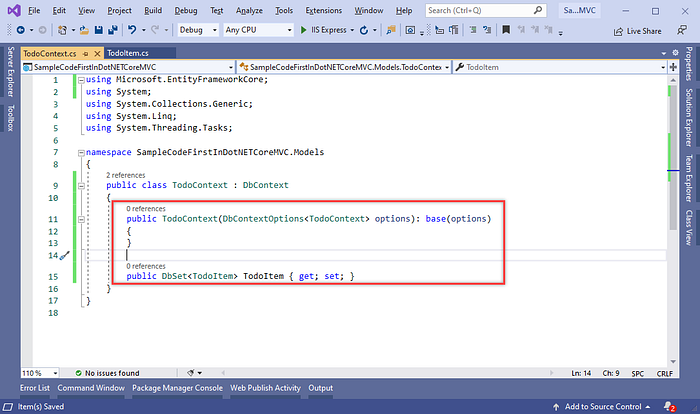 File Edit View Git Project Build Debug Test Analyze Tools Extensions Window Help Search (Ctrl+Q) Sa...MVC
Debug Any CPU IIS Express Live Share
Server Explorer
Toolbox
TodoContext.cs TodoItem.cs
SampleCodeFirstInDotNETCoreMVC SampleCodeFirstInDotNETCoreMVC.Models.TodoContex TodoItem
1 using Microsoft.EntityFrameworkCore;
2 using System;
3 using System.Collections.Generic;
4 using System.Linq;
5 using System.Threading.Tasks;
6
7 namespace SampleCodeFirstInDotNETCoreMVC.Models
8 {
2 references
9 public class TodoContext : DbContext
10 {
0 references
11 public TodoContext(DbContextOptions<TodoContext> options): base(options)
12 {
13 }
14
0 references
15 public DbSet<TodoItem> TodoItem { get; set; }
16 }
17 }
18
Properties
Solution Explorer
Team Explorer
Class View
110 % No issues found Ln: 14 Ch: 9 SPC CRLF
Error List Command Window Package Manager Console Web Publish Activity Output
Item(s) Saved Add to Source Control 2